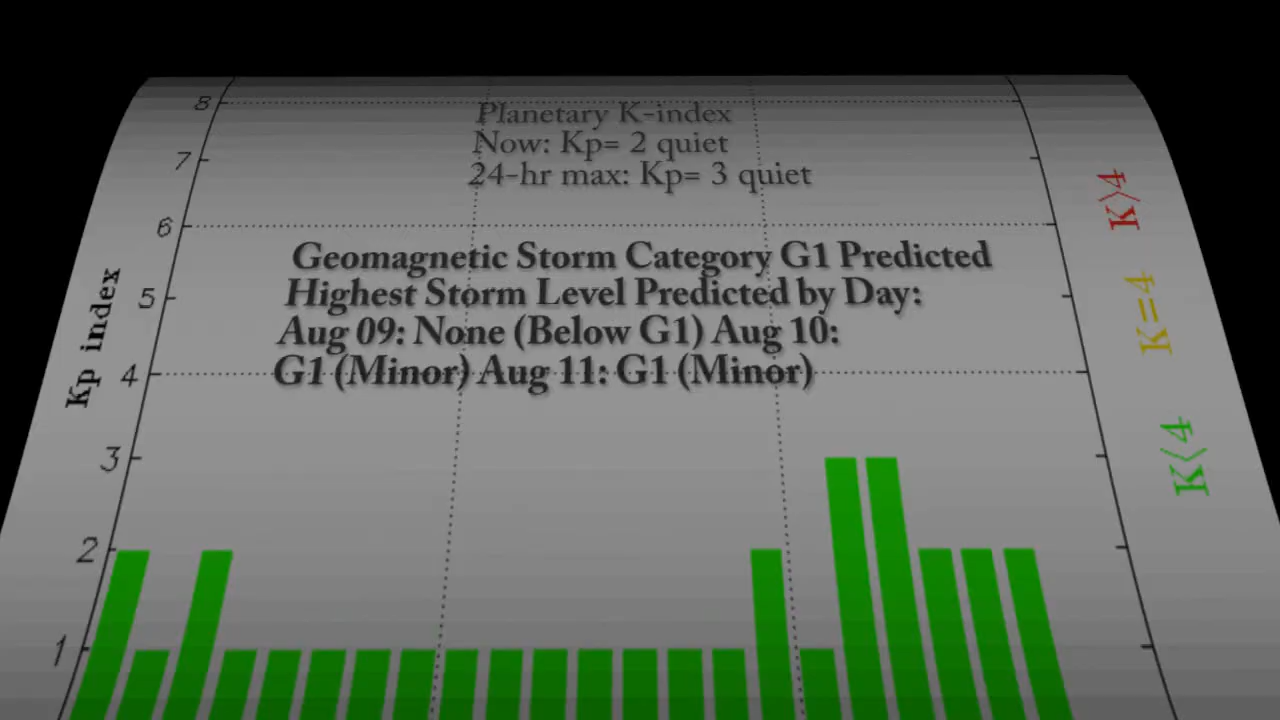 8
Planetary K-index
Now: Kp= 2 quiet
7
24-hr max: Kp= 3 quiet
K>4
6
Geomagnetic Storm Category G1 Predicted
Highest Storm Level Predicted by Day:
Kp index
5
K=4
Aug 09: None (Below G1) Aug 10:
4
G1 (Minor) Aug 11: G1 (Minor)
3
K<4
2
1